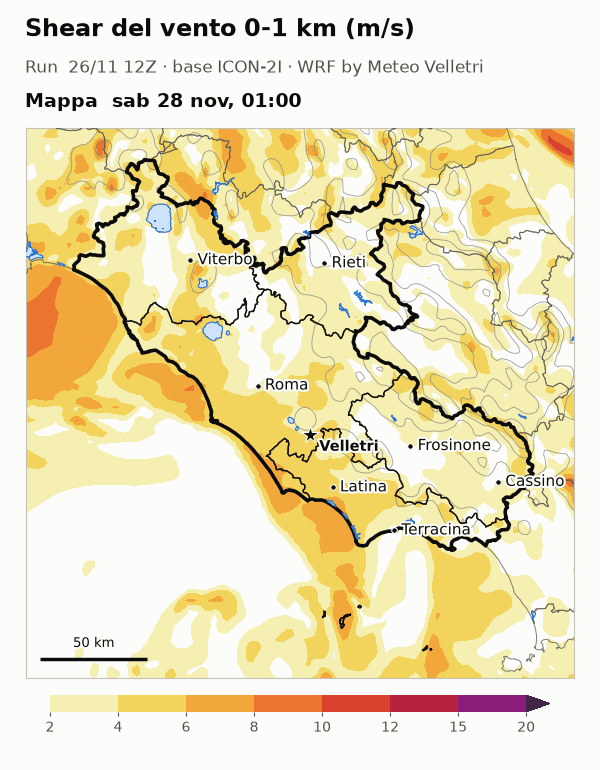 Shear del vento 0-1 km (m/s)
Run  26/11 12Z · base ICON-2I · WRF by Meteo Velletri
Mappa  sab 28 nov, 01:00
Viterbo
Rieti
Roma
Velletri
Frosinone
Latina
Cassino
Terracina
50 km
2 4 6 8 10 12 15 20